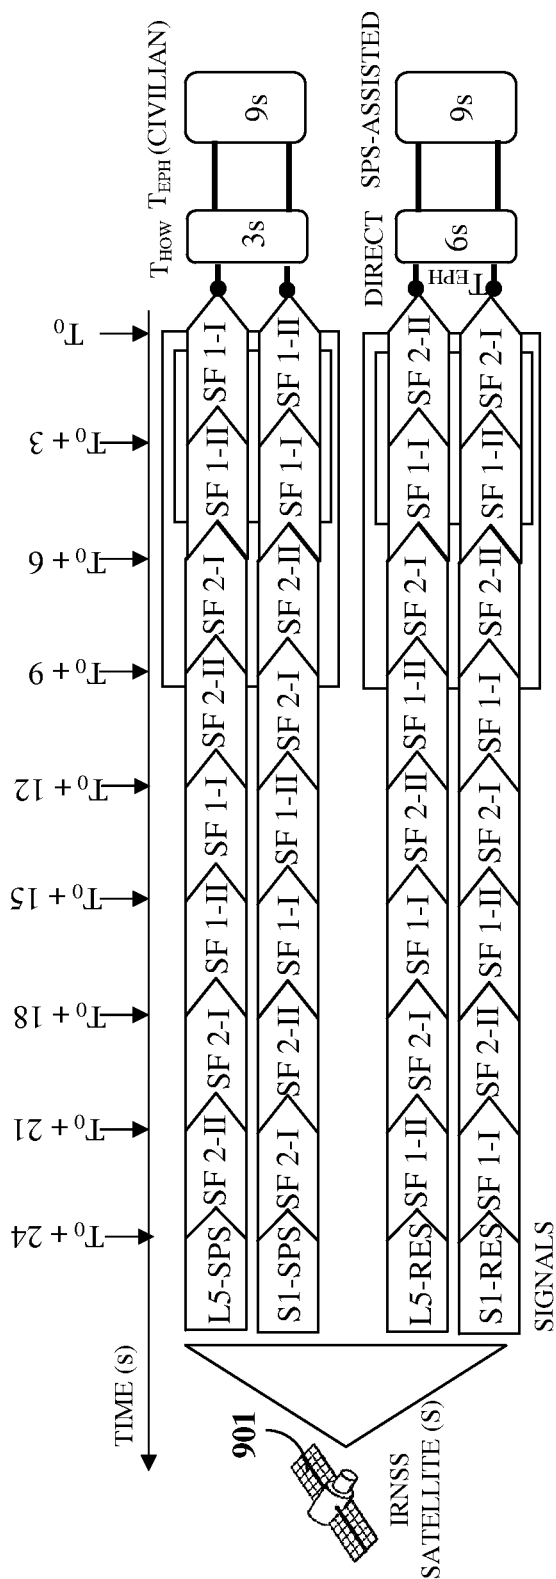 T₀ + 24 T₀ + 21 T₀ + 18 T₀ + 15 T₀ + 12 T₀ + 9 T₀ + 6 T₀ + 3 T₀
TIME (s)
T_HOW T_EPH (CIVILIAN)
L5-SPS SF 2-II SF 2-I SF 1-II SF 1-I SF 2-II SF 2-I SF 1-II SF 1-I
3s 9s
S1-SPS SF 2-I SF 2-II SF 1-I SF 1-II SF 2-I SF 2-II SF 1-I SF 1-II
901
DIRECT SPS-ASSISTED
IRNSS
SATELLITE (S)
L5-RES SF 1-II SF 2-I SF 1-I SF 2-II SF 1-II SF 2-I SF 1-I SF 2-II
T_EPH
6s 9s
S1-RES SF 1-I SF 2-II SF 1-II SF 2-I SF 1-I SF 2-II SF 1-II SF 2-I
SIGNALS